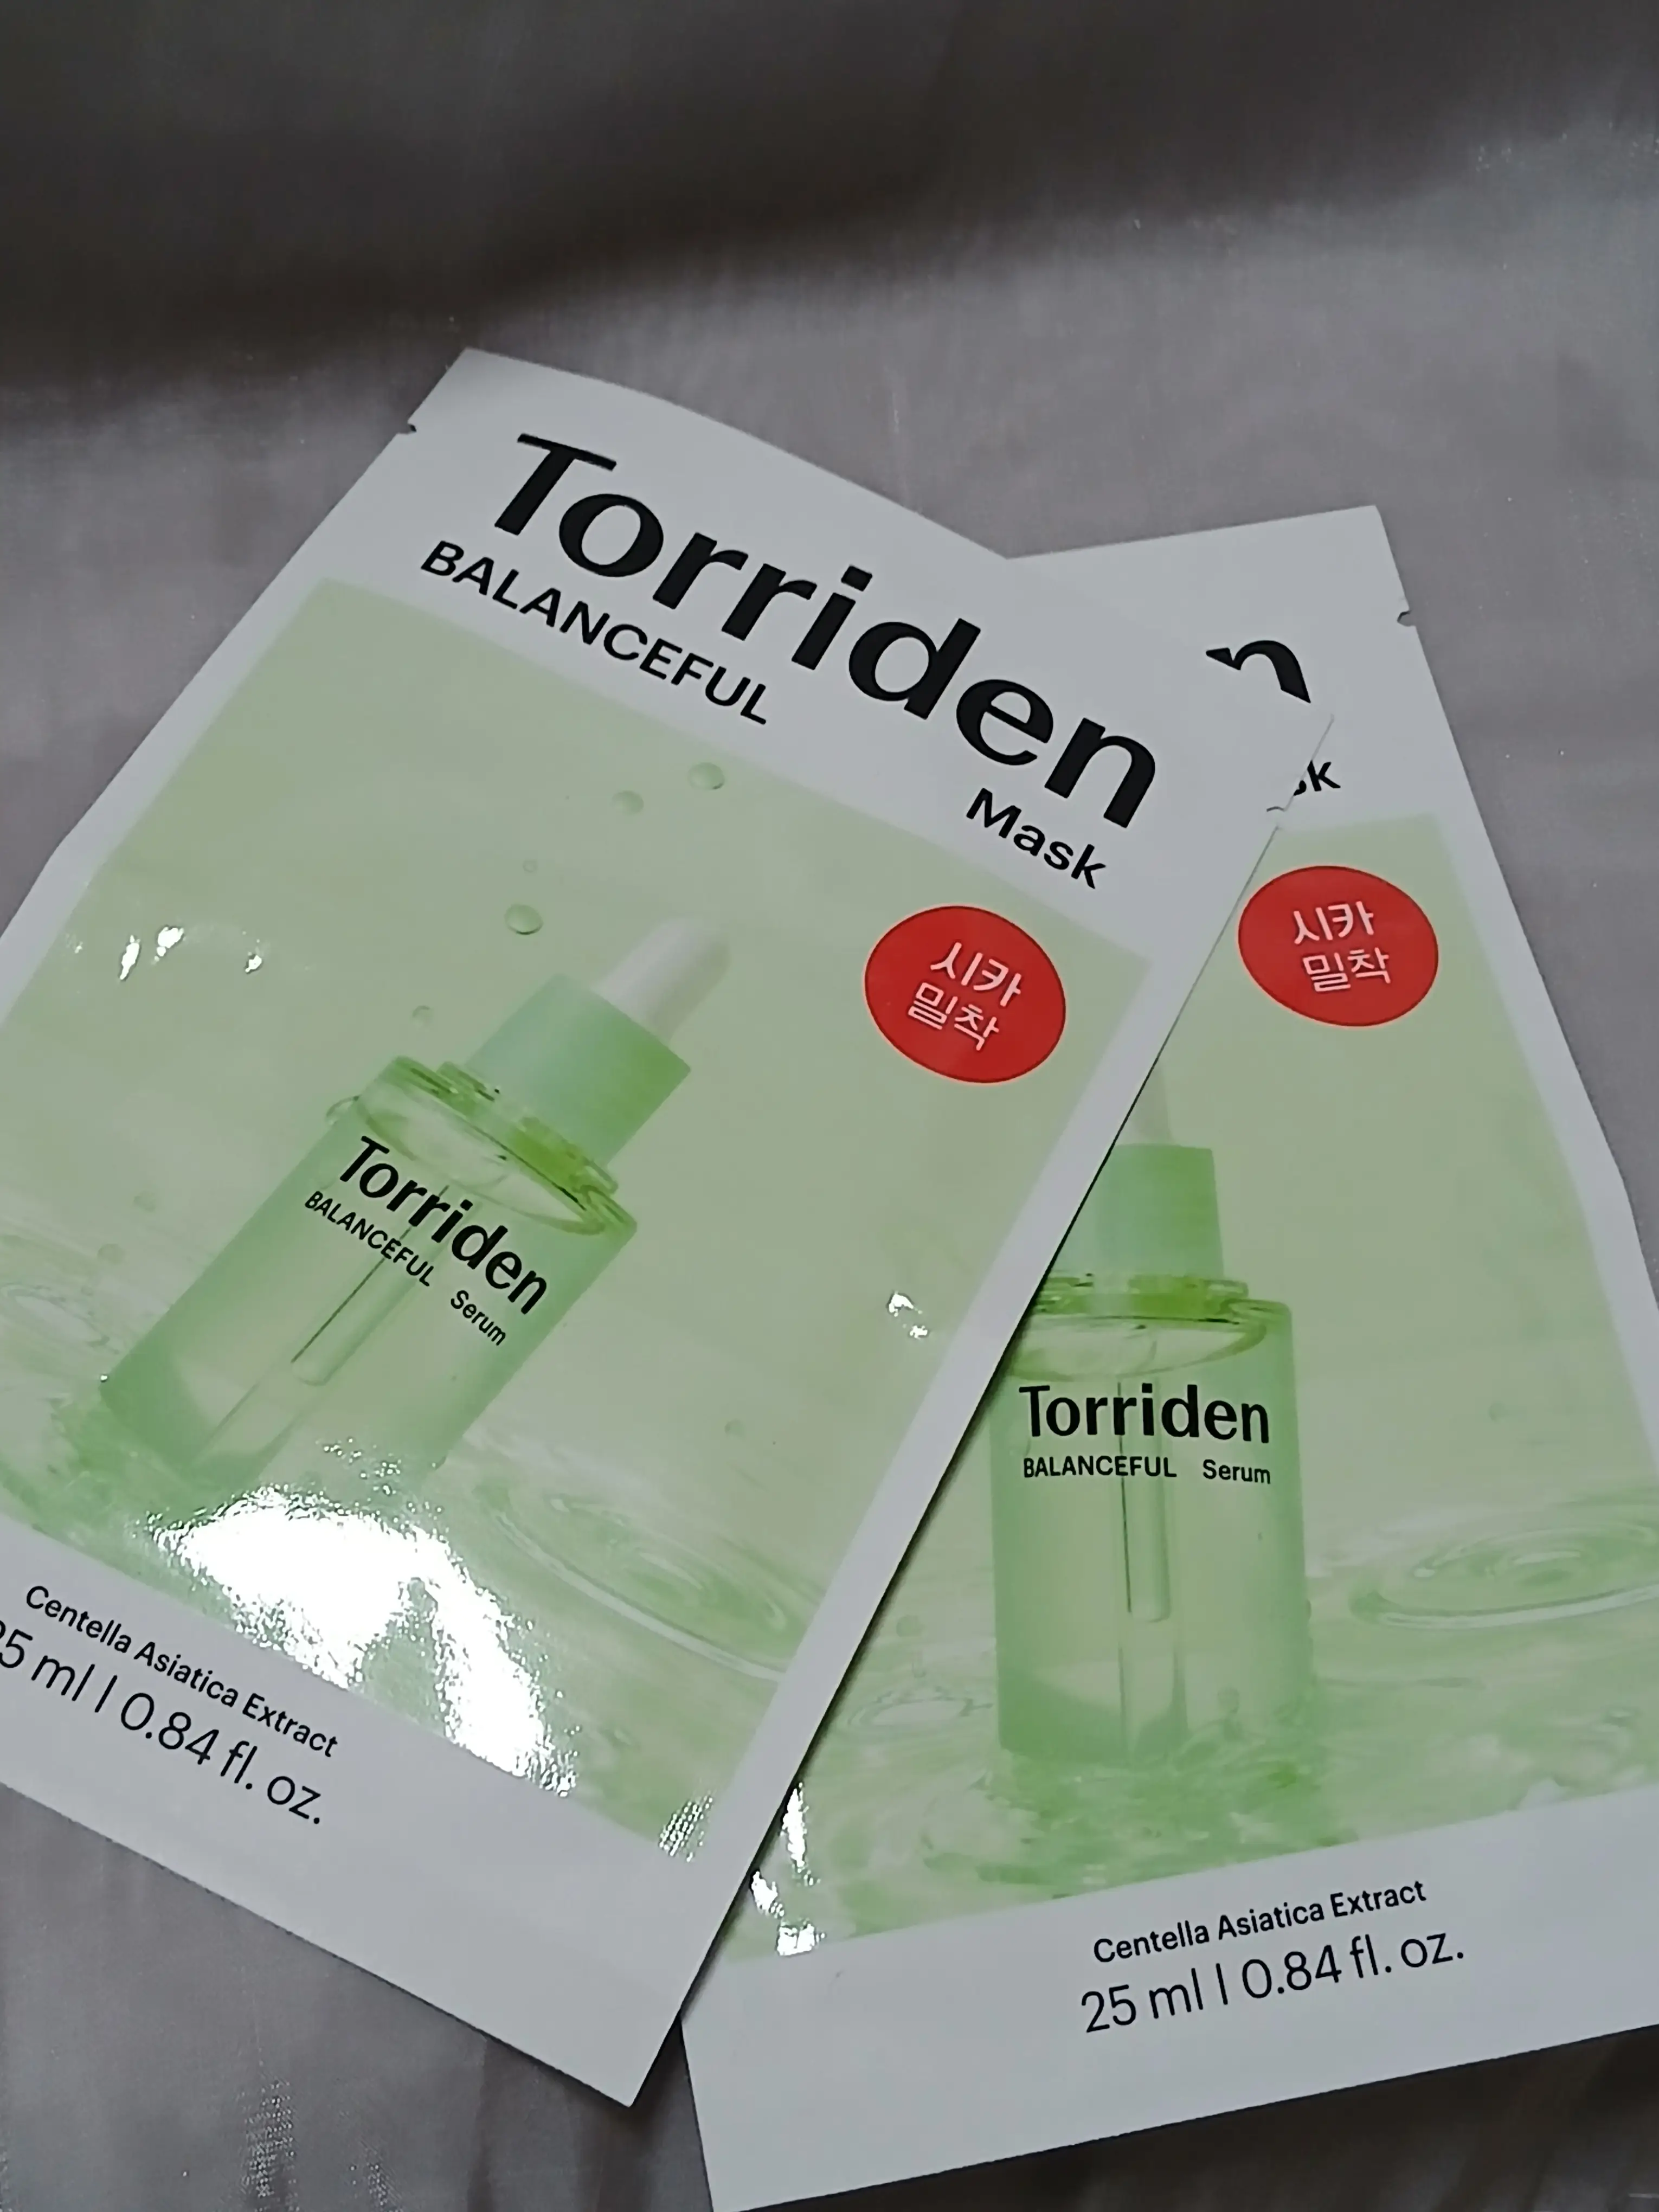 Torriden
BALANCEFUL
Mask
시카
밀착
Torriden
BALANCEFUL Serum
Centella Asiatica Extract
25 ml | 0.84 fl. oz.
시카
밀착
Torriden
BALANCEFUL Serum
Centella Asiatica Extract
25 ml | 0.84 fl. oz.